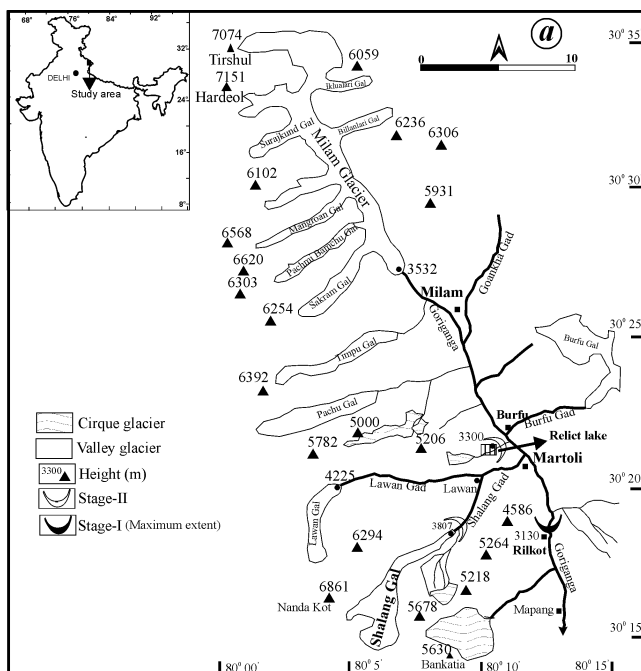 68° 76° 84° 92°
32°
24°
16°
8°
DELHI
Study area
a
0 10
7074
Tirshul
7151
Hardeol
6059
Ikhualari Gal
Surajkund Gal
Billanlari Gal
6236
6306
Milam Glacier
6102
5931
Mangroan Gal
6568
Pachmi Bamchu Gal
6620
6303
Sakram Gal
3532
6254
Milam
Goankha Gad
Goriganga
Timpu Gal
Burfu Gal
6392
Pachu Gal
5000
5782
5206
3300
Burfu
Burfu Gad
Relict lake
Martoli
4225
Lawan Gad
Lawan
Shalang Gad
Lawan Gal
3807
4586
3130
Rilkot
6294
5264
Goriganga
6861
Nanda Kot
Shalang Gal
5218
5678
Mapang
5630
Bankatia
Cirque glacier
Valley glacier
3300 Height (m)
Stage-II
Stage-I (Maximum extent)
30° 35'
30° 30'
30° 25'
30° 20'
30° 15'
80° 00' 80° 5' 80° 10' 80° 15'